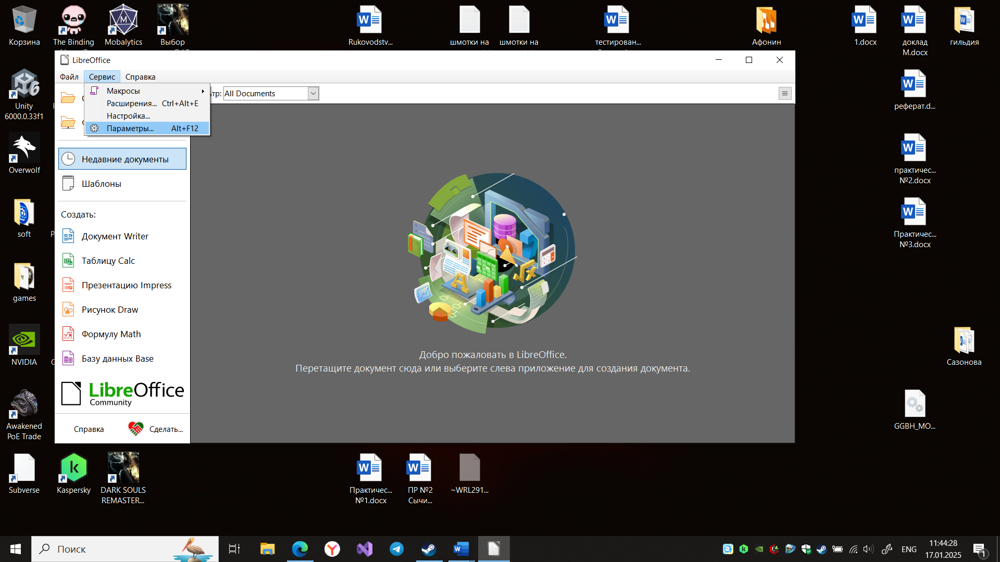 Корзина
The Binding
Mobalytics
Выбор
Rukovodstv...
шмотки на
шмотки на
тестирован...
Афонин
1.docx
доклад
M.docx
гильдия
LibreOffice
Файл
Сервис
Справка
Макросы
Расширения... Ctrl+Alt+E
Настройка...
Параметры... Alt+F12
тр:
All Documents
Недавние документы
Шаблоны
Создать:
Документ Writer
Таблицу Calc
Презентацию Impress
Рисунок Draw
Формулу Math
Базу данных Base
LibreOffice
Community
Справка
Сделать...
Добро пожаловать в LibreOffice.
Перетащите документ сюда или выберите слева приложение для создания документа.
Unity
6000.0.33f1
Overwolf
soft
games
NVIDIA
Awakened
PoE Trade
Subverse
Kaspersky
DARK SOULS
REMASTER...
реферат.d...
практичес...
№2.docx
Практичес...
№3.docx
Сазонова
GGBH_MO...
Практичес...
№1.docx
ПР №2
Сычи...
~WRL291...
Поиск
ENG
11:44:28
17.01.2025
1